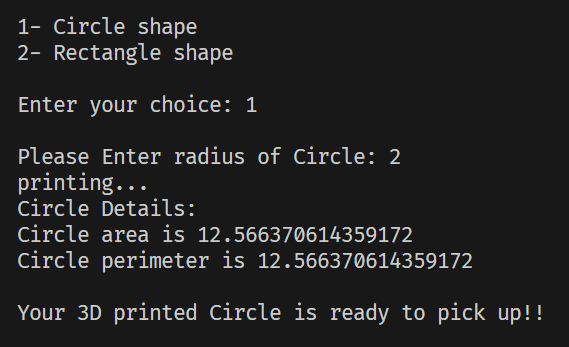 1- Circle shape
2- Rectangle shape
Enter your choice: 1
Please Enter radius of Circle: 2
printing...
Circle Details:
Circle area is 12.566370614359172
Circle perimeter is 12.566370614359172
Your 3D printed Circle is ready to pick up!!